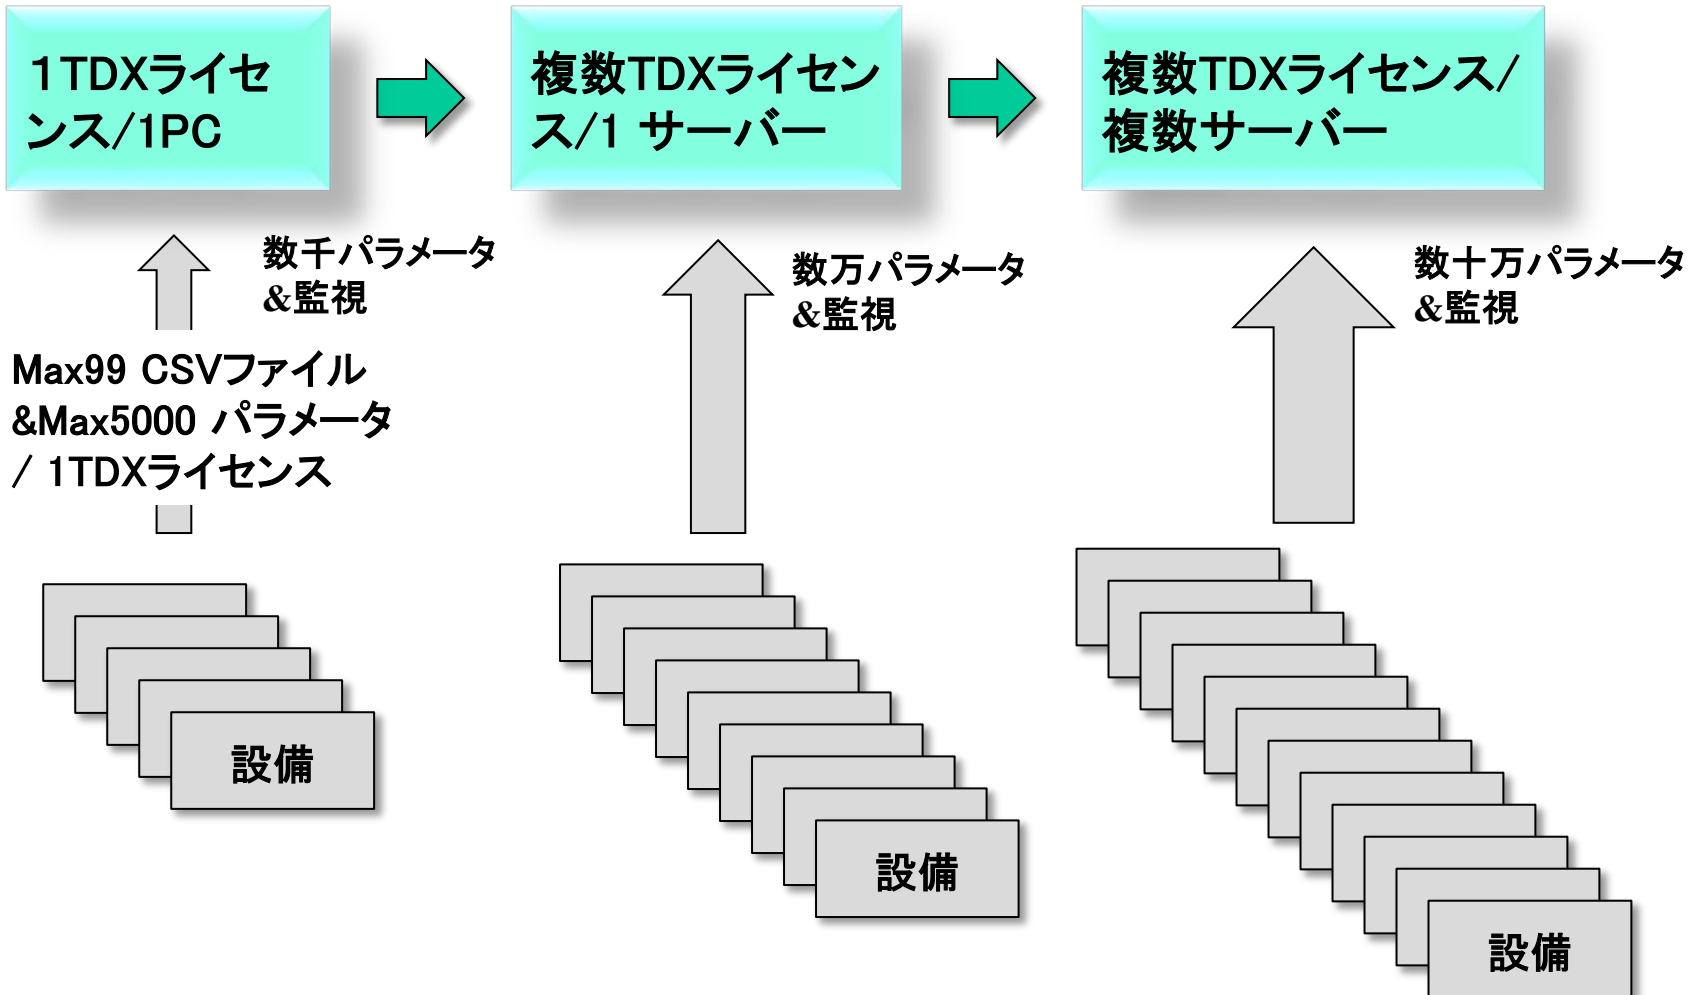 1TDXライセ
ンス/1PC
複数TDXライセン
ス/1 サーバー
複数TDXライセンス/
複数サーバー
数千パラメータ
&監視
数万パラメータ
&監視
数十万パラメータ
&監視
Max99 CSVファイル
&Max5000 パラメータ
/ 1TDXライセンス
設備
設備
設備